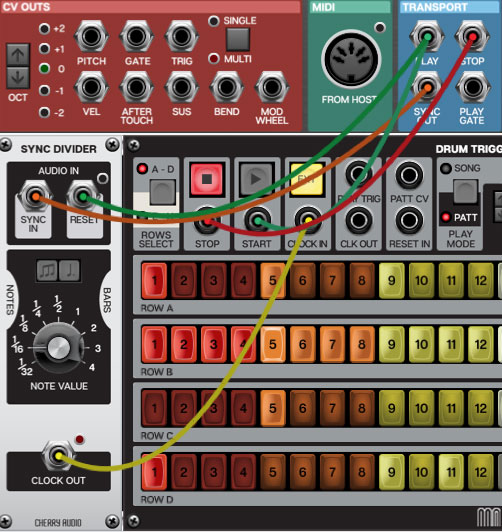 CV OUTS
MIDI
TRANSPORT
+2
+1
0
-1
-2
OCT
PITCH
GATE
TRIG
SINGLE
MULTI
VEL
AFTER TOUCH
SUS
BEND
MOD WHEEL
FROM HOST
PLAY
STOP
SYNC OUT
PLAY GATE
SYNC DIVIDER
AUDIO IN
SYNC IN
RESET
NOTES
BARS
1/32
1/16
1/8
1/4
1/2
1
2
3
4
NOTE VALUE
CLOCK OUT
CHERRY AUDIO
DRUM TRIGG
A - D
ROWS SELECT
EXT
STOP
START
CLOCK IN
PLAY TRIG
CLK OUT
PATT CV
RESET IN
SONG
PATT
PLAY MODE
1 2 3 4 5 6 7 8 9 10 11 12
ROW A
1 2 3 4 5 6 7 8 9 10 11 12
ROW B
1 2 3 4 5 6 7 8 9 10 11 12
ROW C
1 2 3 4 5 6 7 8 9 10 11 12
ROW D